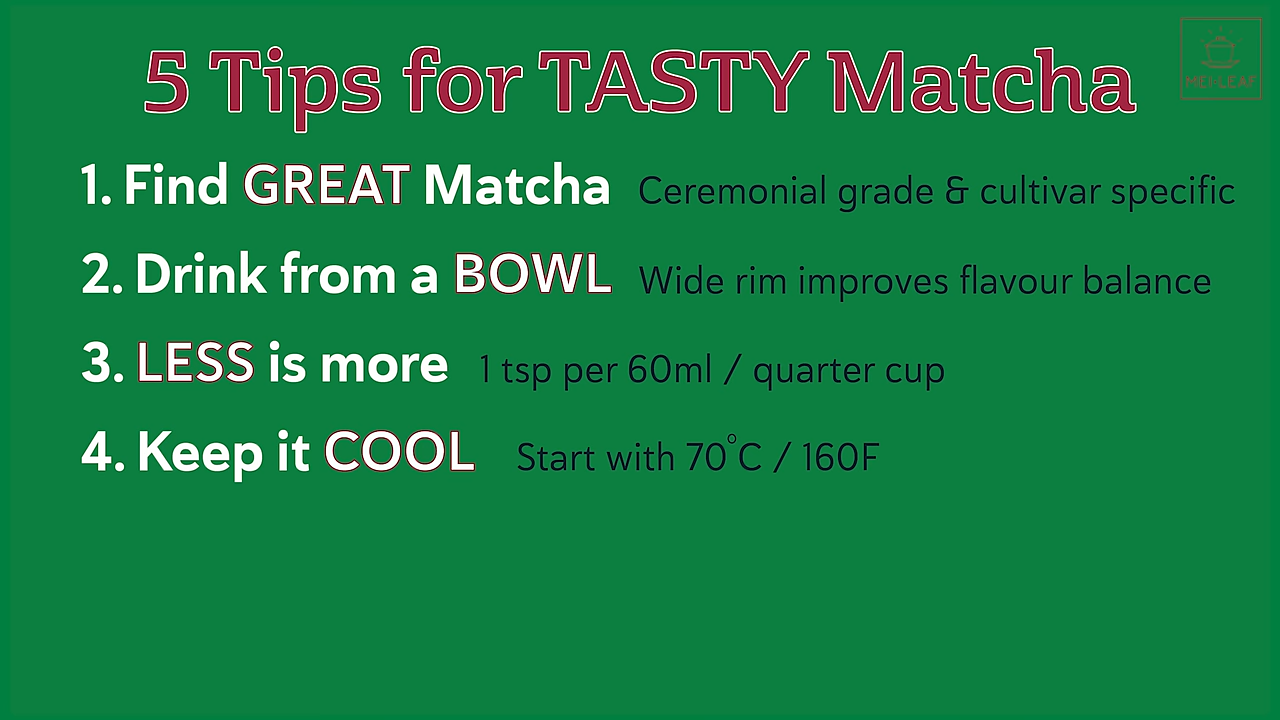 5 Tips for TASTY Matcha
MEI-LEAF
1. Find GREAT Matcha Ceremonial grade & cultivar specific
2. Drink from a BOWL Wide rim improves flavour balance
3. LESS is more 1 tsp per 60ml / quarter cup
4. Keep it COOL Start with 70°C / 160F